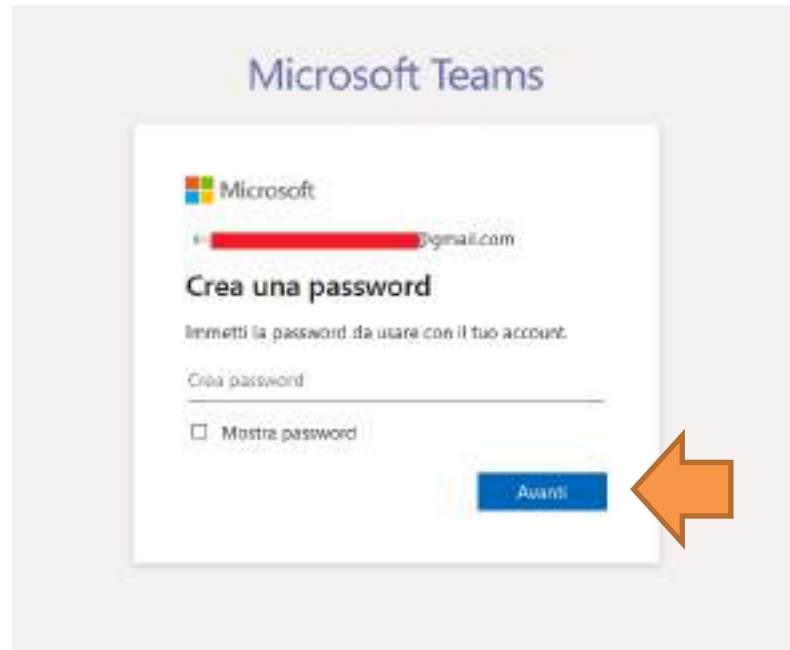 Microsoft Teams
Microsoft
@gmail.com
Crea una password
Immetti la password da usare con il tuo account.
Crea password
Mostra password
Avanti